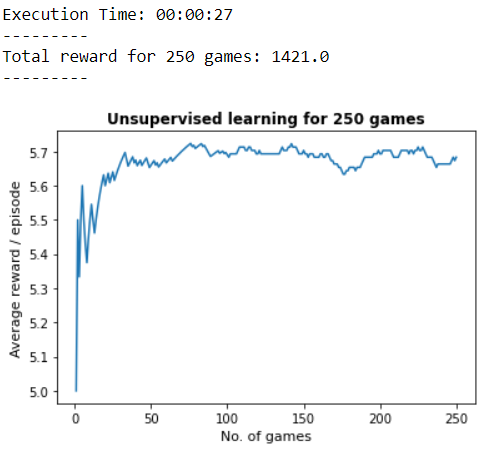 Execution Time: 00:00:27
---------
Total reward for 250 games: 1421.0
---------
Unsupervised learning for 250 games
Average reward / episode
5.7
5.6
5.5
5.4
5.3
5.2
5.1
5.0
0 50 100 150 200 250
No. of games